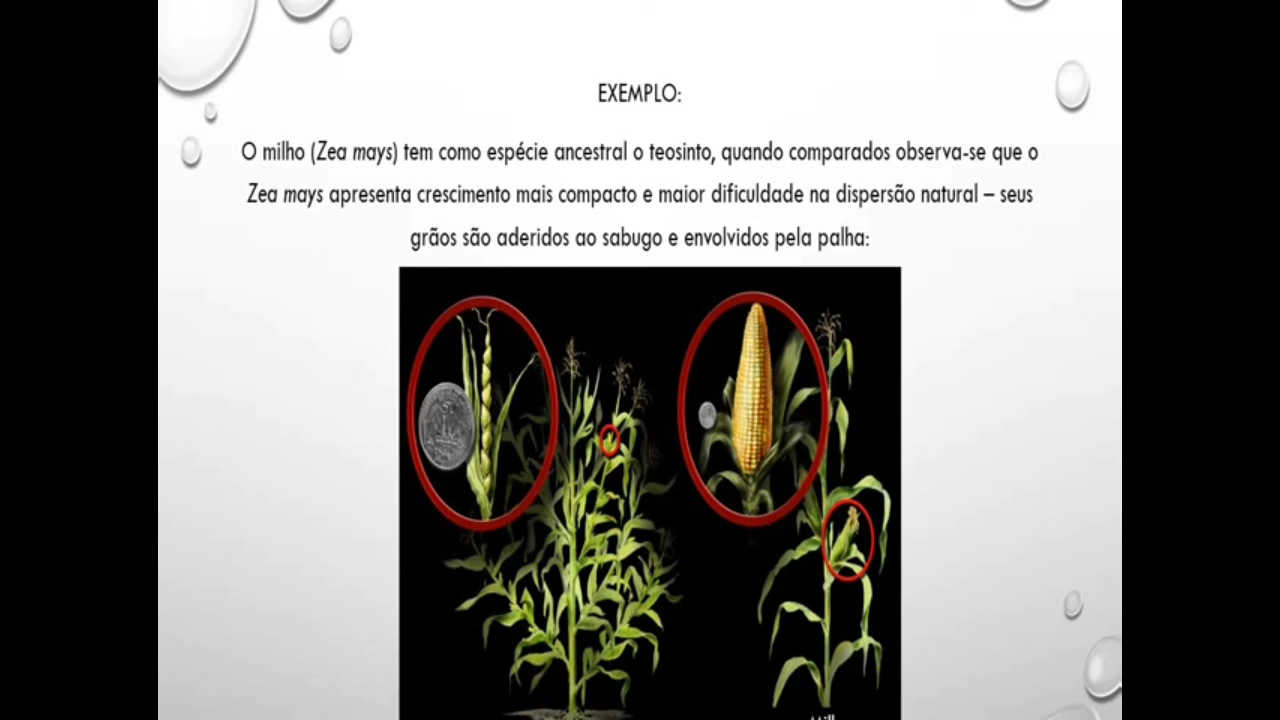 EXEMPLO:
O milho (Zea mays) tem como espécie ancestral o teosinto, quando comparados observa-se que o
Zea mays apresenta crescimento mais compacto e maior dificuldade na dispersão natural – seus
grãos são aderidos ao sabugo e envolvidos pela palha: